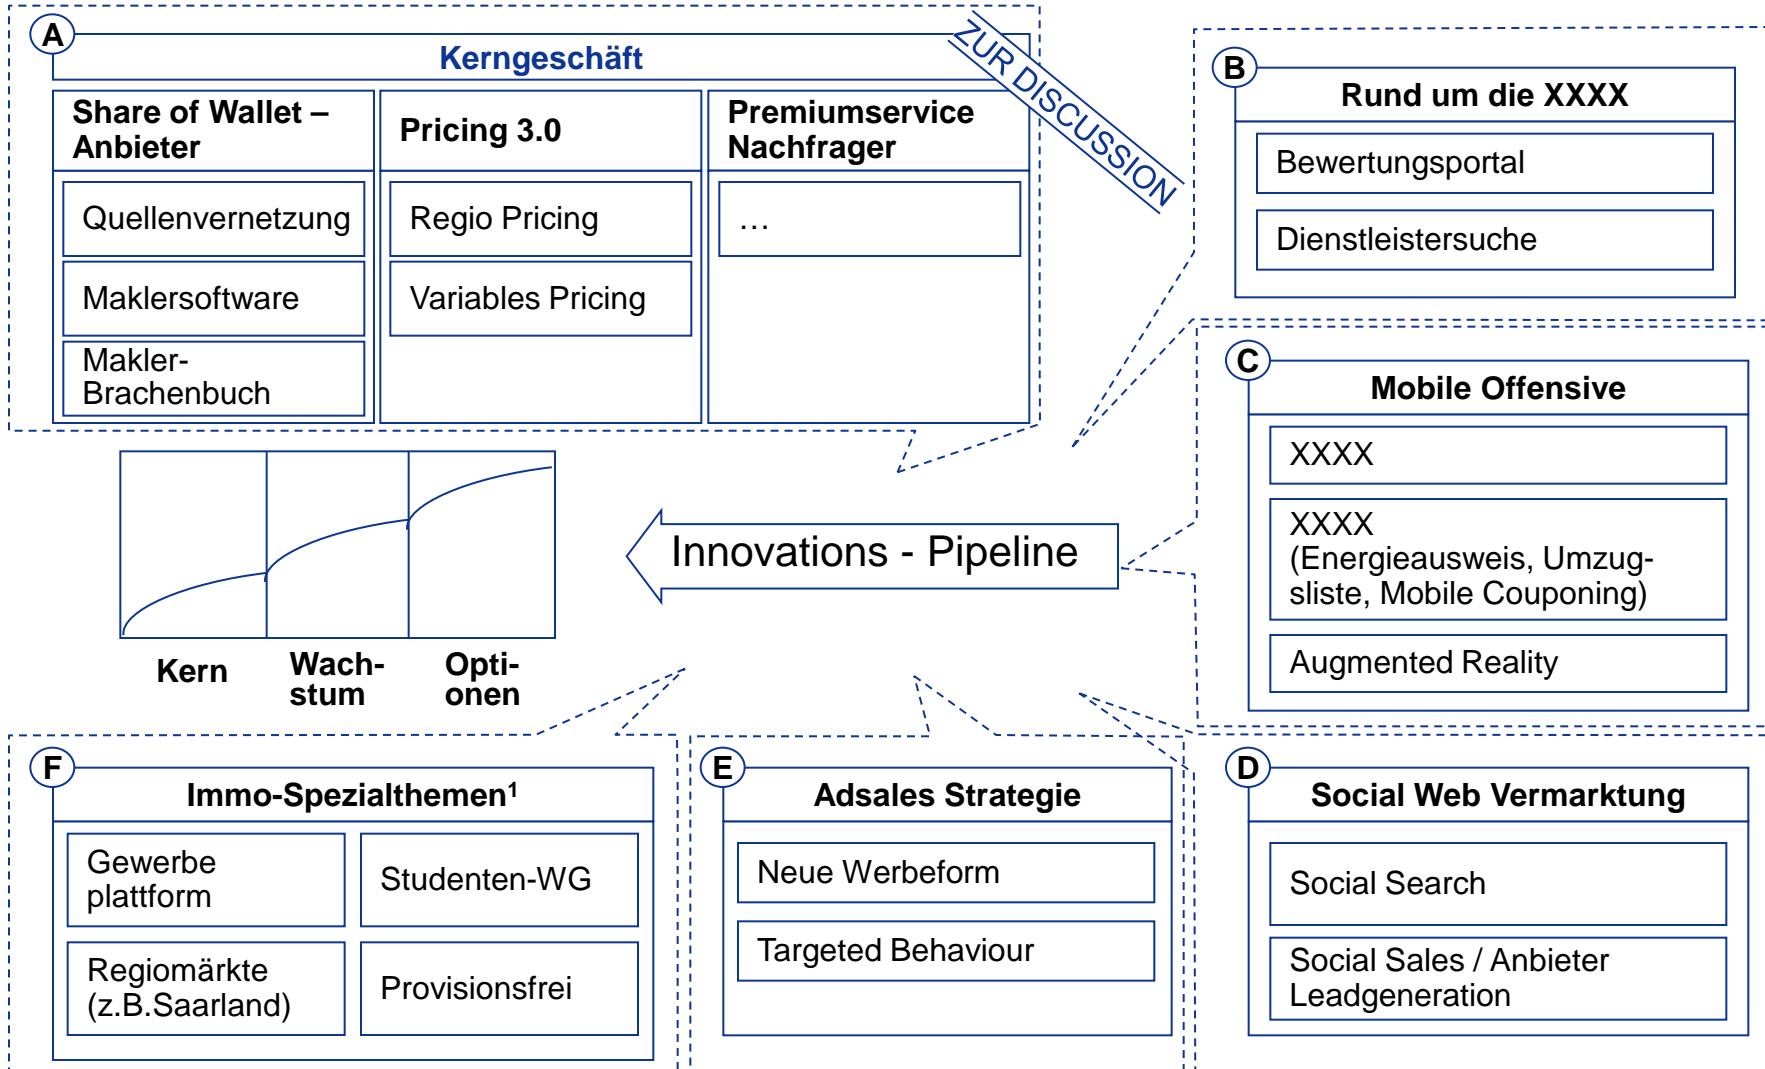 A
Kerngeschäft
ZUR DISCUSSION
Share of Wallet –
Anbieter
Pricing 3.0
Premiumservice
Nachfrager
Quellenvernetzung
Regio Pricing
…
Maklersoftware
Variables Pricing
Makler-
Brachenbuch
B
Rund um die XXXX
Bewertungsportal
Dienstleistersuche
C
Mobile Offensive
XXXX
XXXX
(Energieausweis, Umzug-
sliste, Mobile Couponing)
Augmented Reality
Innovations - Pipeline
Kern
Wach-
stum
Opti-
onen
F
Immo-Spezialthemen¹
Gewerbe
plattform
Studenten-WG
Regiomärkte
(z.B.Saarland)
Provisionsfrei
E
Adsales Strategie
Neue Werbeform
Targeted Behaviour
D
Social Web Vermarktung
Social Search
Social Sales / Anbieter
Leadgeneration